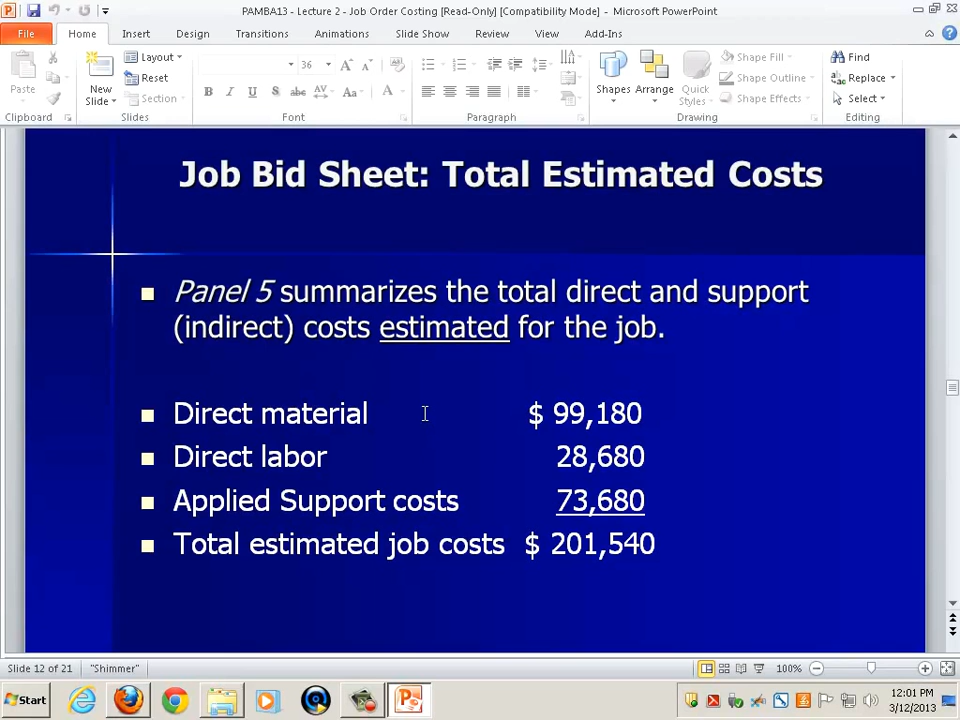 PAMBA13 - Lecture 2 - Job Order Costing [Read-Only] [Compatibility Mode] - Microsoft PowerPoint
File Home Insert Design Transitions Animations Slide Show Review View Add-Ins
Paste
Clipboard
New
Slide
Layout
Reset
Section
Slides
36
B I U S abc AV Aa A
Font
Paragraph
Shapes Arrange Quick
Styles
Shape Fill
Shape Outline
Shape Effects
Drawing
Find
Replace
Select
Editing
Job Bid Sheet: Total Estimated Costs
Panel 5 summarizes the total direct and support
(indirect) costs estimated for the job.
Direct material $ 99,180
Direct labor 28,680
Applied Support costs 73,680
Total estimated job costs $ 201,540
Slide 12 of 21 "Shimmer" 100%
Start
12:01 PM
3/12/2013